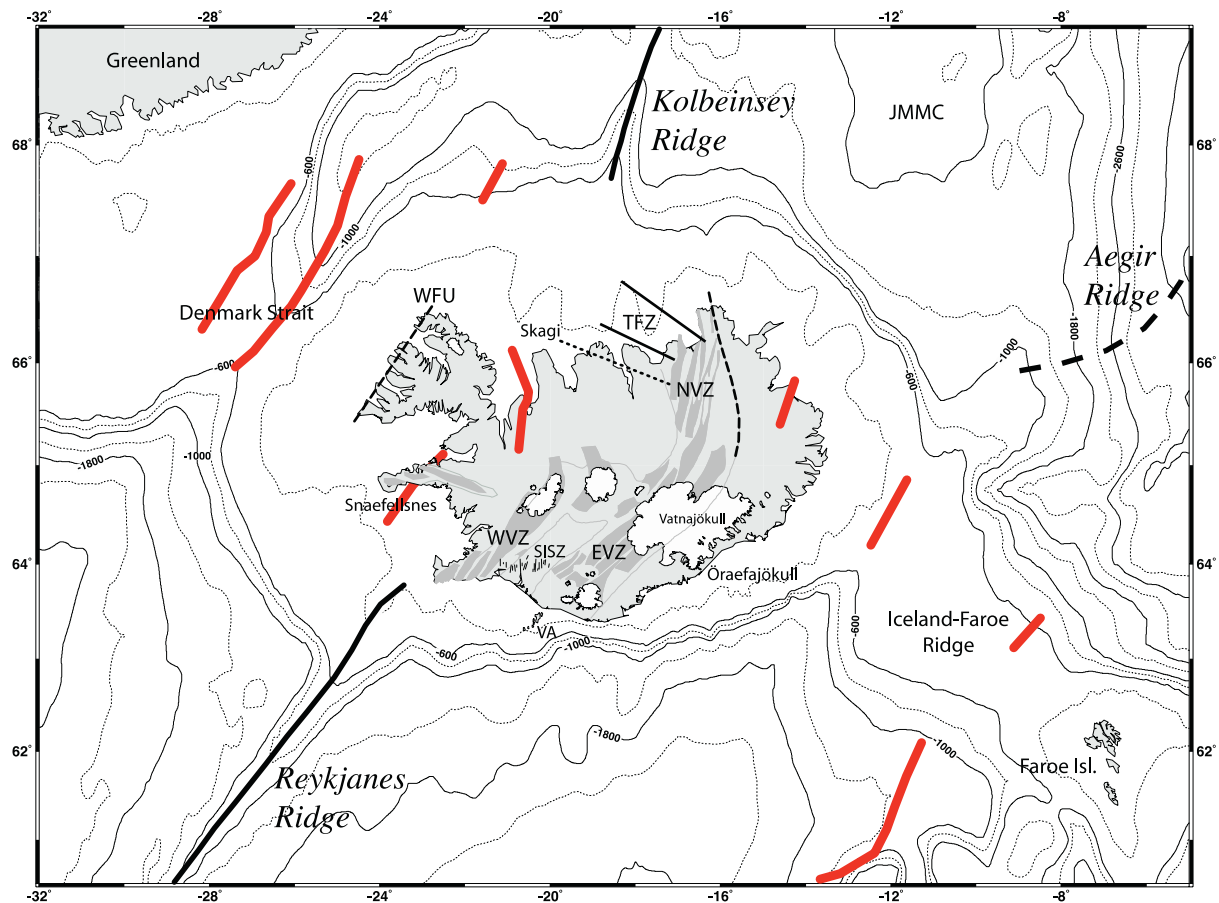 -32 -28 -24 -20 -16 -12 -8
Greenland
Kolbeinsey
Ridge
JMMC
68° 68°
-600
-1000
-2600
Aegir
Ridge
WFU
Denmark Strait
Skagi
TFZ
66° 66°
-600
-1800
-1000
-600
NVZ
-1800
-1000
Snaefellsnes
Vatnajökull
WVZ
SISZ
EVZ
64° 64°
Öraefajökull
VA
-600
-1000
-600
Iceland-Faroe
Ridge
-1800
-1000
62° 62°
Faroe Isl.
Reykjanes
Ridge
-32 -28 -24 -20 -16 -12 -8